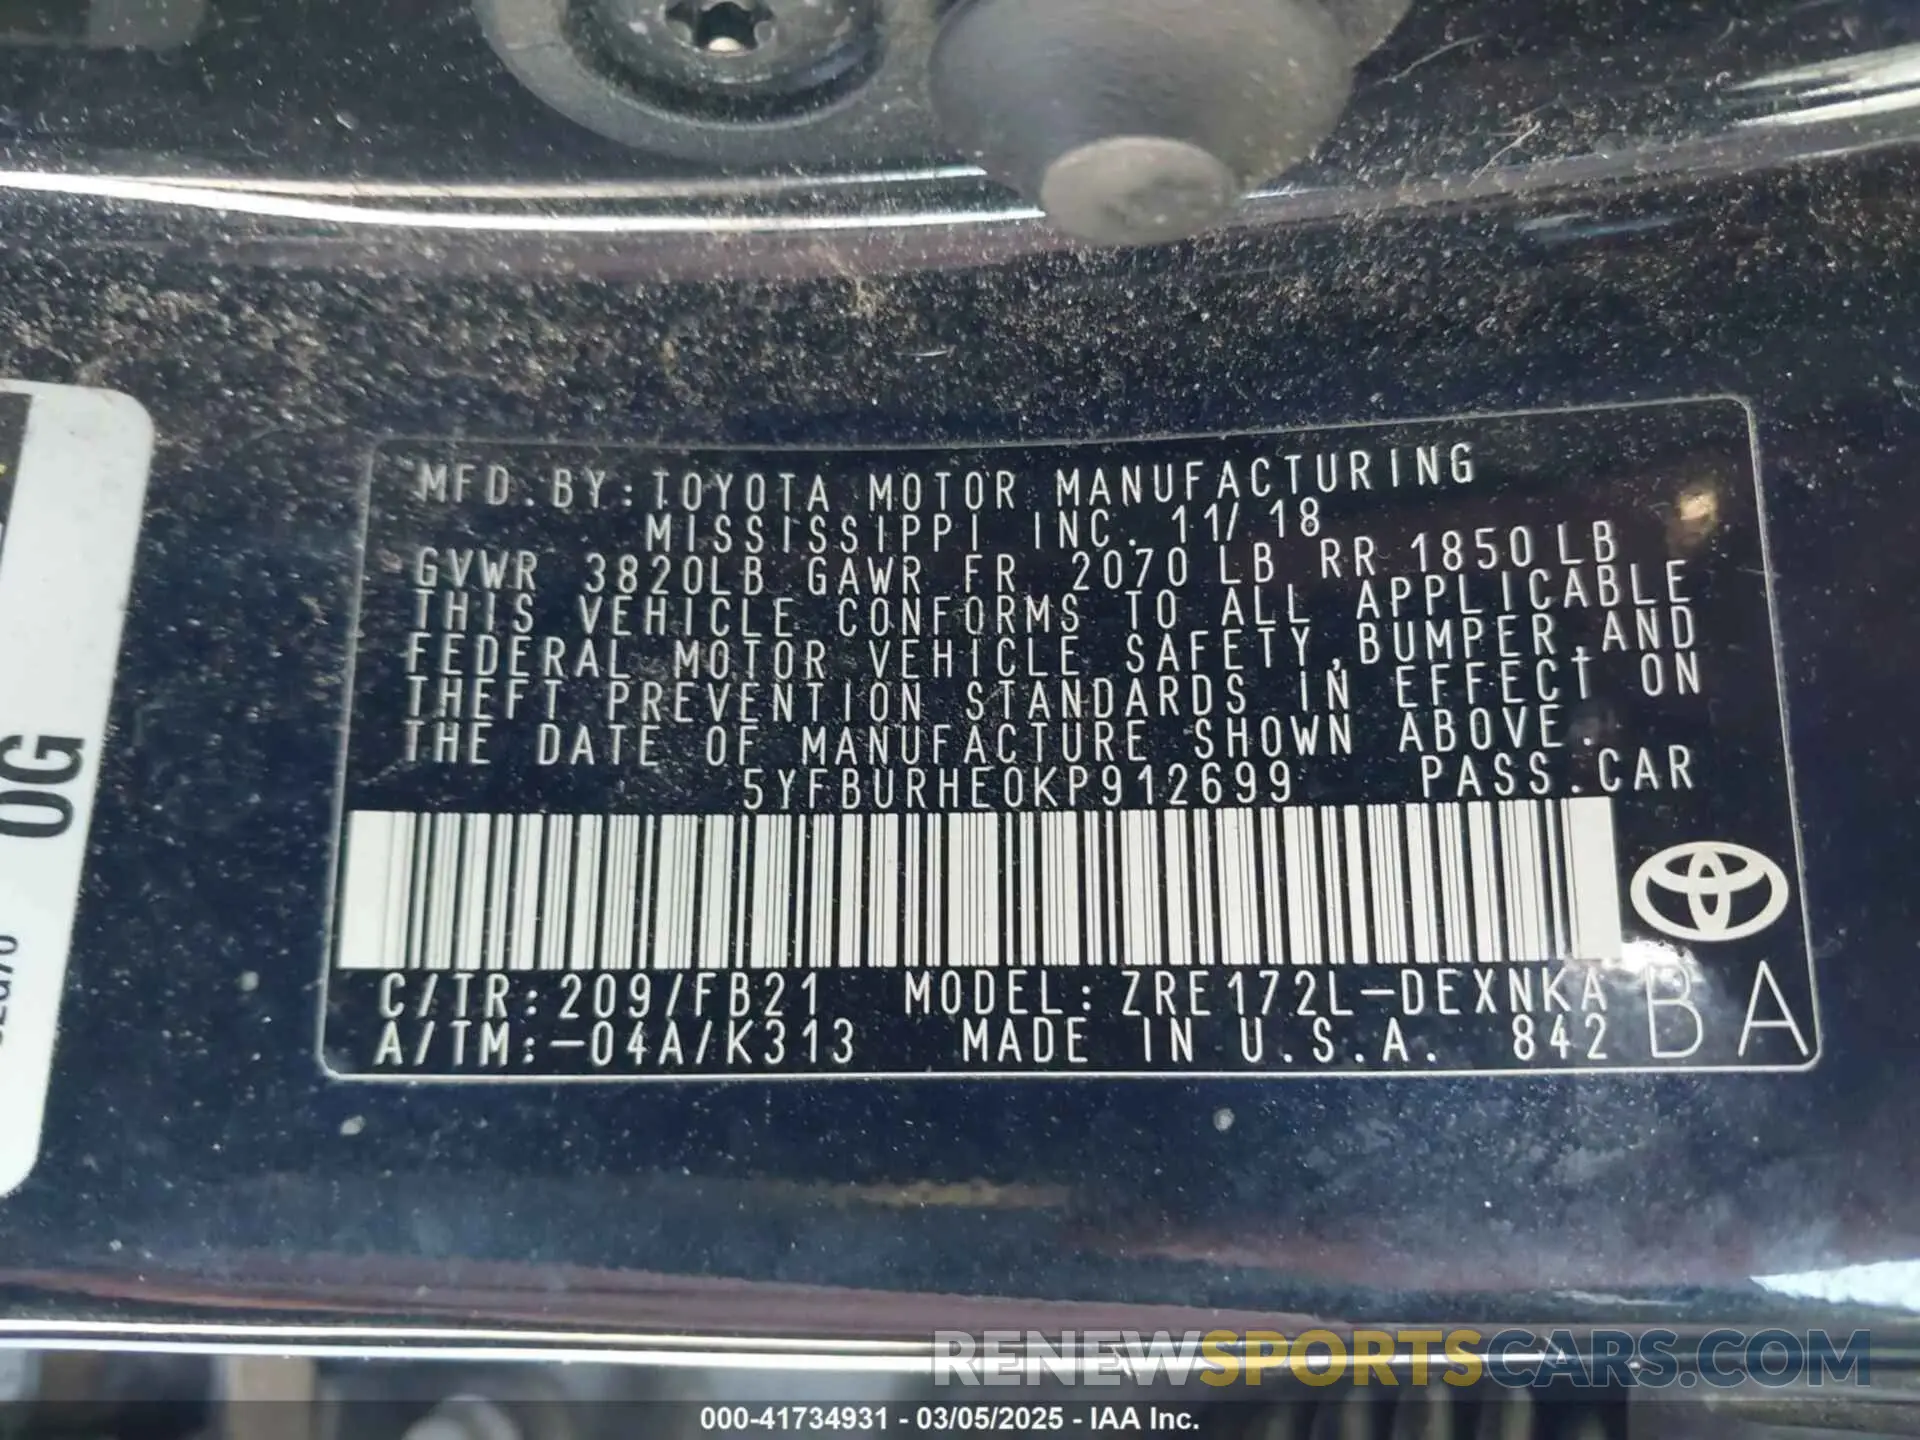 MFD.BY:TOYOTA MOTOR MANUFACTURING
MISSISSIPPI INC. 11/18
GVWR 3820LB GAWR FR 2070 LB RR 1850LB
THIS VEHICLE CONFORMS TO ALL APPLICABLE
FEDERAL MOTOR VEHICLE SAFETY,BUMPER,AND
THEFT PREVENTION STANDARDS IN EFFECT ON
THE DATE OF MANUFACTURE SHOWN ABOVE.
5YFBURHE0KP912699 PASS.CAR
C/TR:209/FB21 MODEL:ZRE172L-DEXNKA
A/TM:-04A/K313 MADE IN U.S.A. 842
BA
0G
RENEWSPORTSCARS.COM
000-41734931 - 03/05/2025 - IAA Inc.